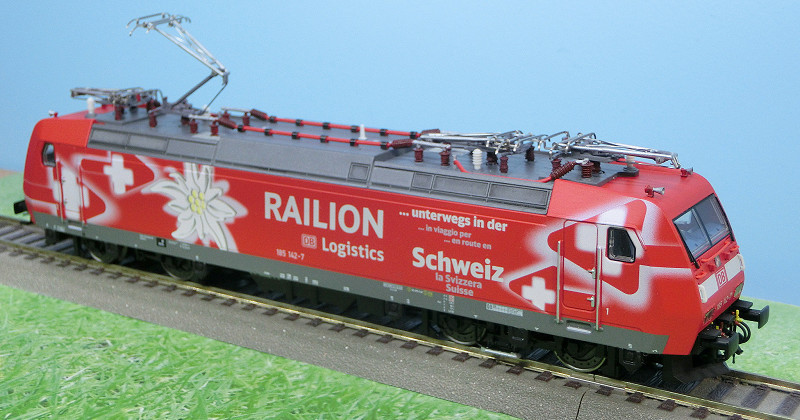 RAILION
DB Logistics
185 142-7
... unterwegs in der
... in viaggio per
... en route en
Schweiz
la Svizzera
Suisse
1
DB